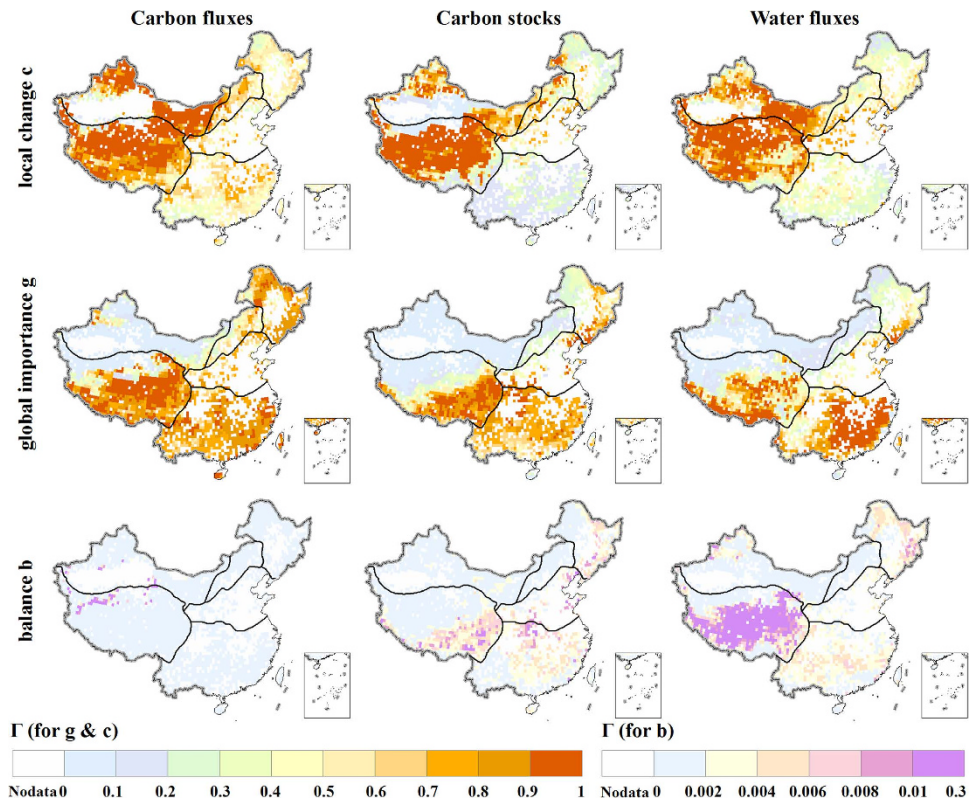 Carbon fluxes Carbon stocks Water fluxes
local change c
global importance g
balance b
Γ (for g & c) Γ (for b)
Nodata 0 0.1 0.2 0.3 0.4 0.5 0.6 0.7 0.8 0.9 1 Nodata 0 0.002 0.004 0.006 0.008 0.01 0.3